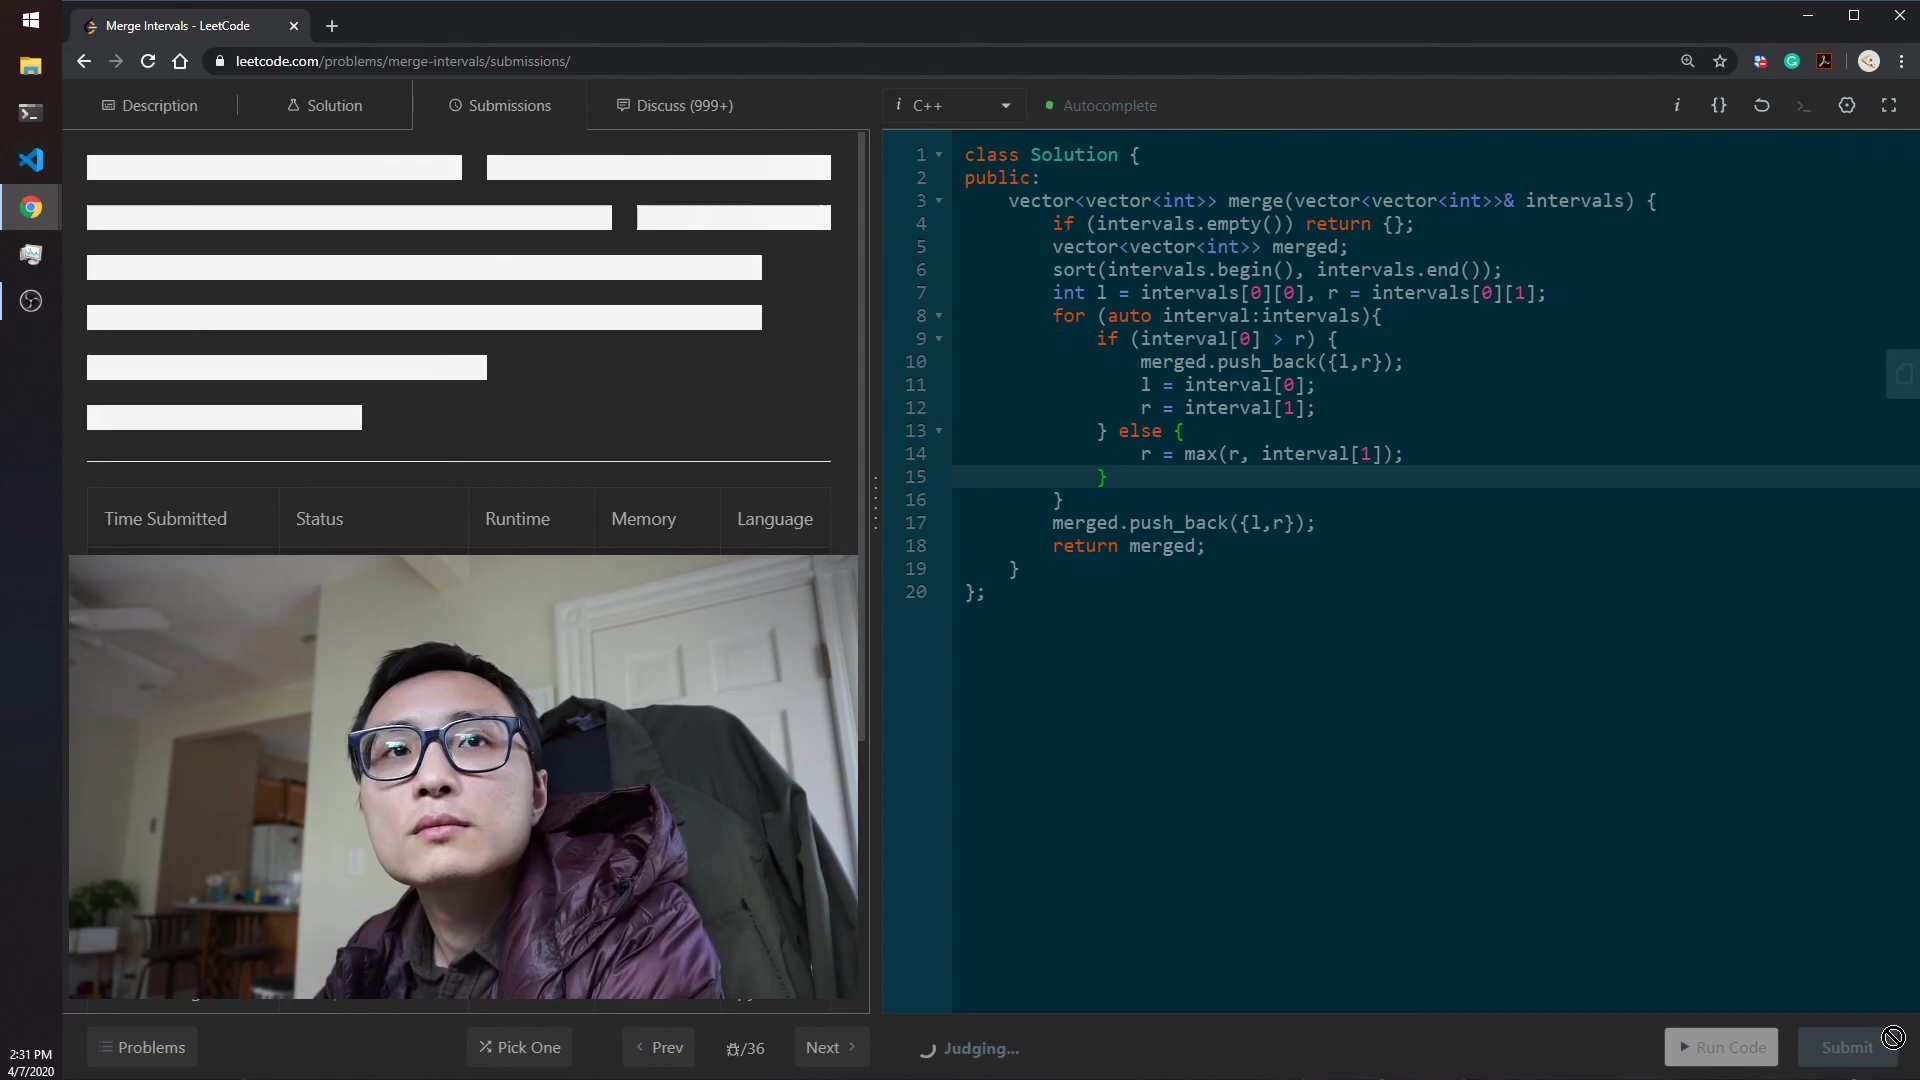 Merge Intervals - LeetCode
leetcode.com/problems/merge-intervals/submissions/
Description
Solution
Submissions
Discuss (999+)
i C++
Autocomplete
1 class Solution {
2 public:
3 vector<vector<int>> merge(vector<vector<int>>& intervals) {
4 if (intervals.empty()) return {};
5 vector<vector<int>> merged;
6 sort(intervals.begin(), intervals.end());
7 int l = intervals[0][0], r = intervals[0][1];
8 for (auto interval:intervals){
9 if (interval[0] > r) {
10 merged.push_back({l,r});
11 l = interval[0];
12 r = interval[1];
13 } else {
14 r = max(r, interval[1]);
15 }
16 }
17 merged.push_back({l,r});
18 return merged;
19 }
20 };
Time Submitted Status Runtime Memory Language
Problems
Pick One
Prev
/36
Next
Judging...
Run Code
Submit
2:31 PM
4/7/2020